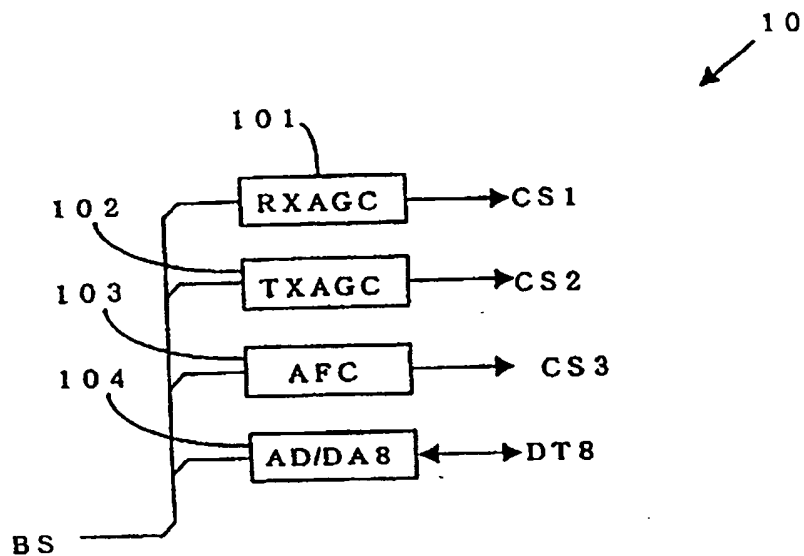 10
101
RXAGC CS1
102
TXAGC CS2
103
AFC CS3
104
AD/DA8 DT8
BS